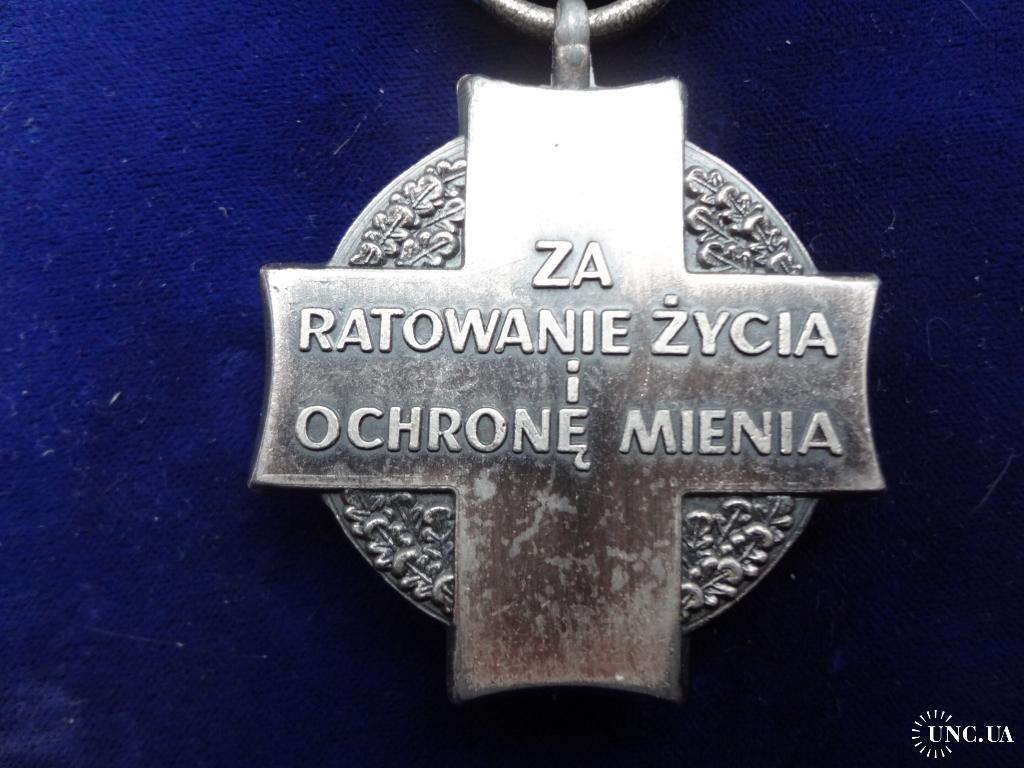 ZA
RATOWANIE ŻYCIA
i
OCHRONĘ MIENIA
UNC.UA